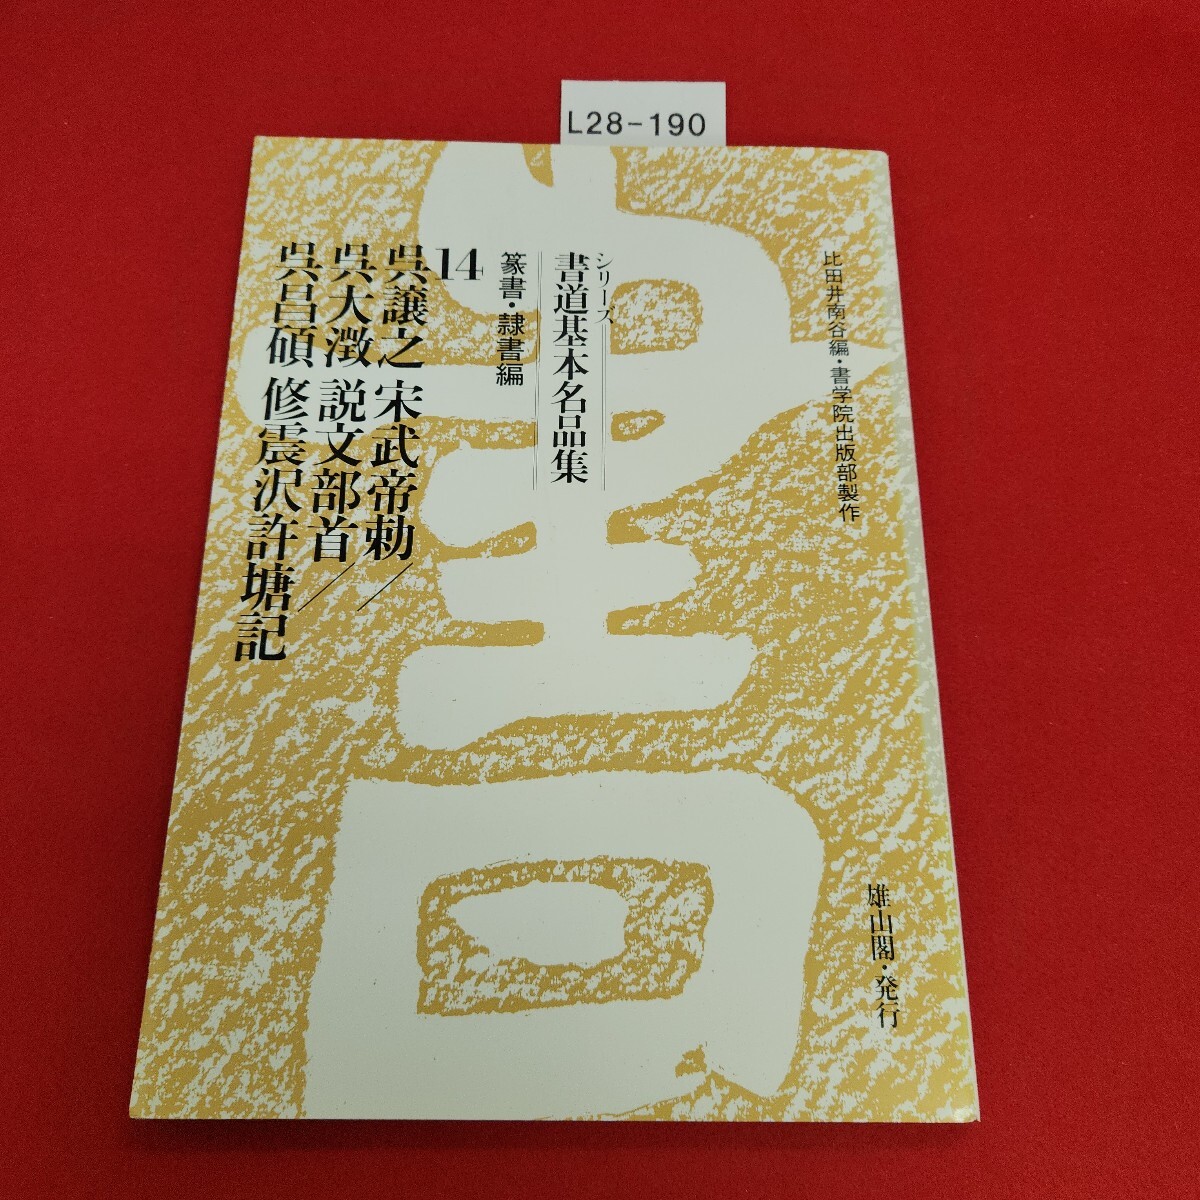 L28-190
比田井南谷編・書学院出版部製作
シリーズ
書道基本名品集
篆書・隷書編
14
呉譲之 宋武帝勅／
呉大澂 説文部首／
呉昌碩 修震沢許塘記
雄山閣・発行
書